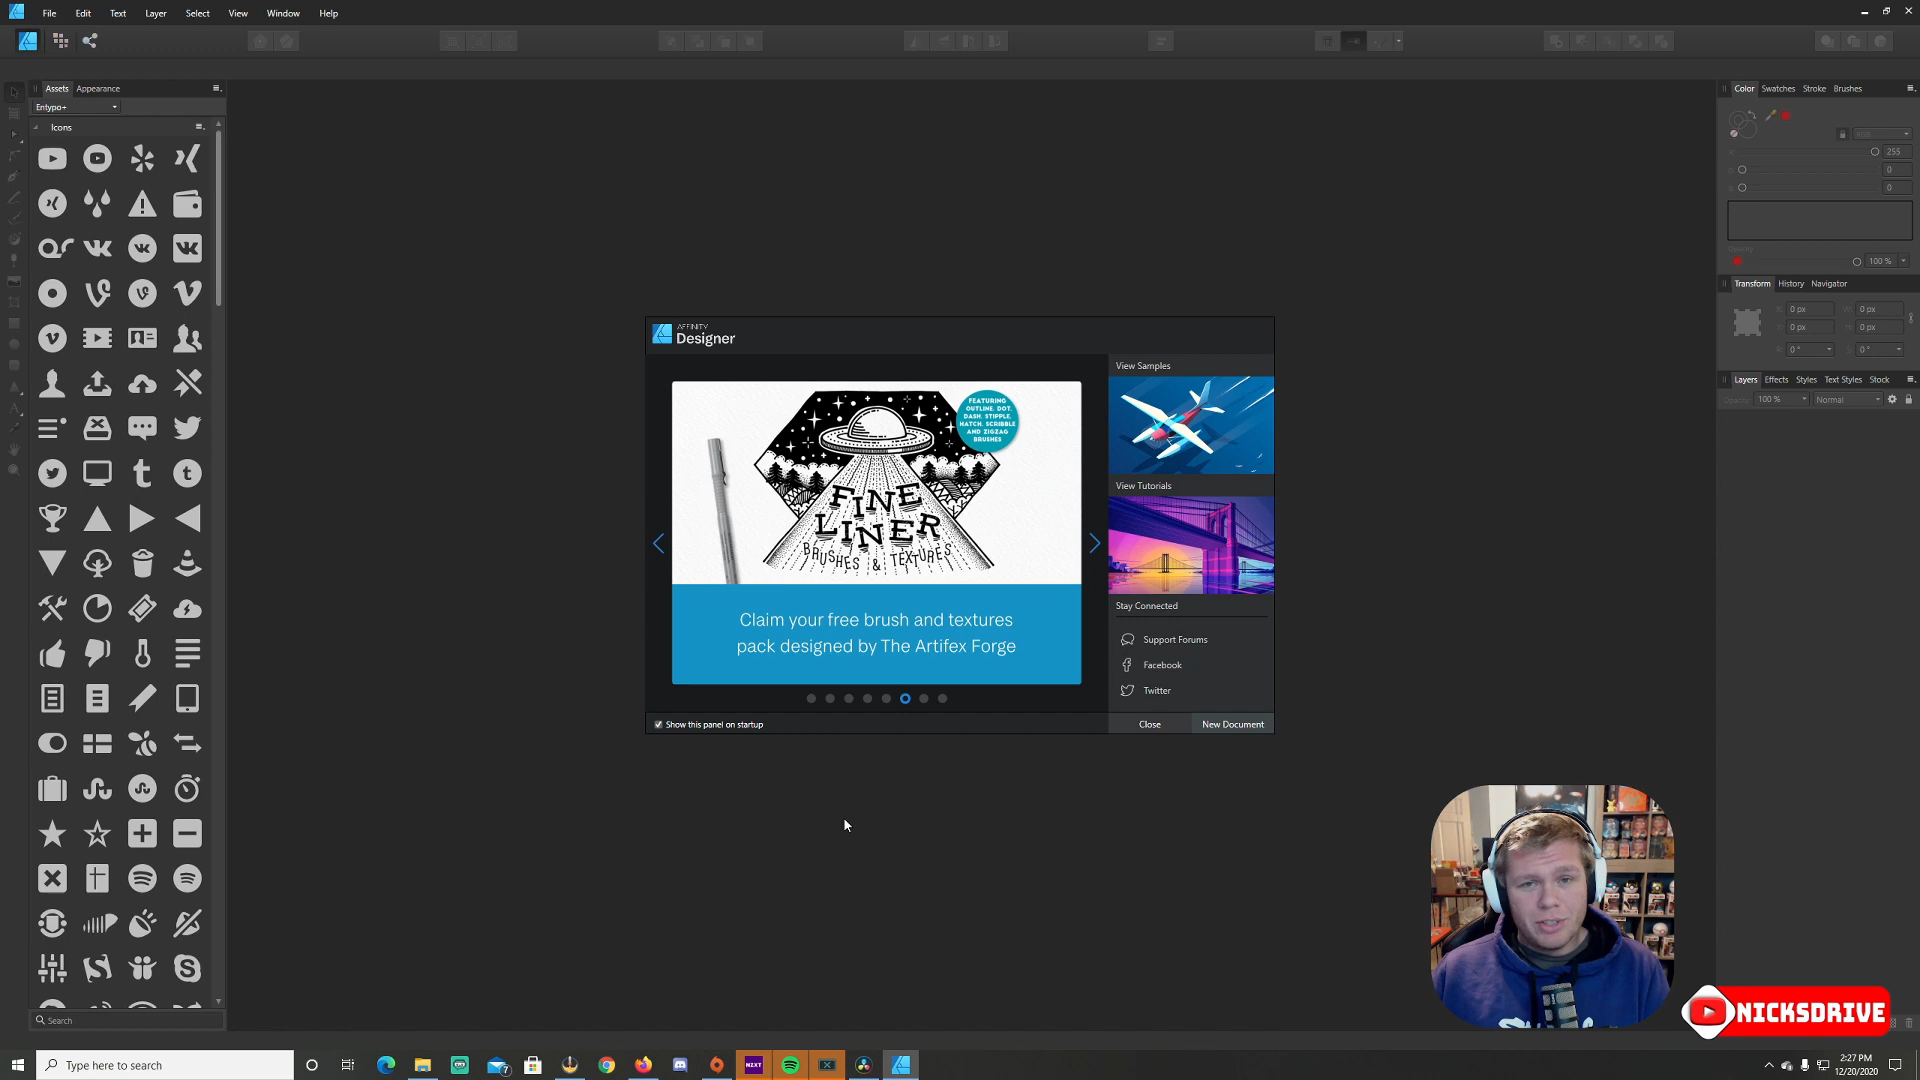 File Edit Text Layer Select View Window Help
Assets Appearance
Entypo+
Icons
Search
AFFINITY
Designer
FEATURING
OUTLINE, DOT,
DASH, STIPPLE,
HATCH, SCRIBBLE
AND ZIGZAG
BRUSHES
FINE
LINER
BRUSHES & TEXTURES
Claim your free brush and textures
pack designed by The Artifex Forge
Show this panel on startup
View Samples
View Tutorials
Stay Connected
Support Forums
Facebook
Twitter
Close New Document
Color Swatches Stroke Brushes
RGB
255
0
0
Opacity
100 %
Transform History Navigator
X: 0 px W: 0 px
Y: 0 px H: 0 px
R: 0 ° S: 0 °
Layers Effects Styles Text Styles Stock
Opacity: 100 % Normal
NICKSDRIVE
Type here to search
7
NZXT
2:27 PM
12/20/2020